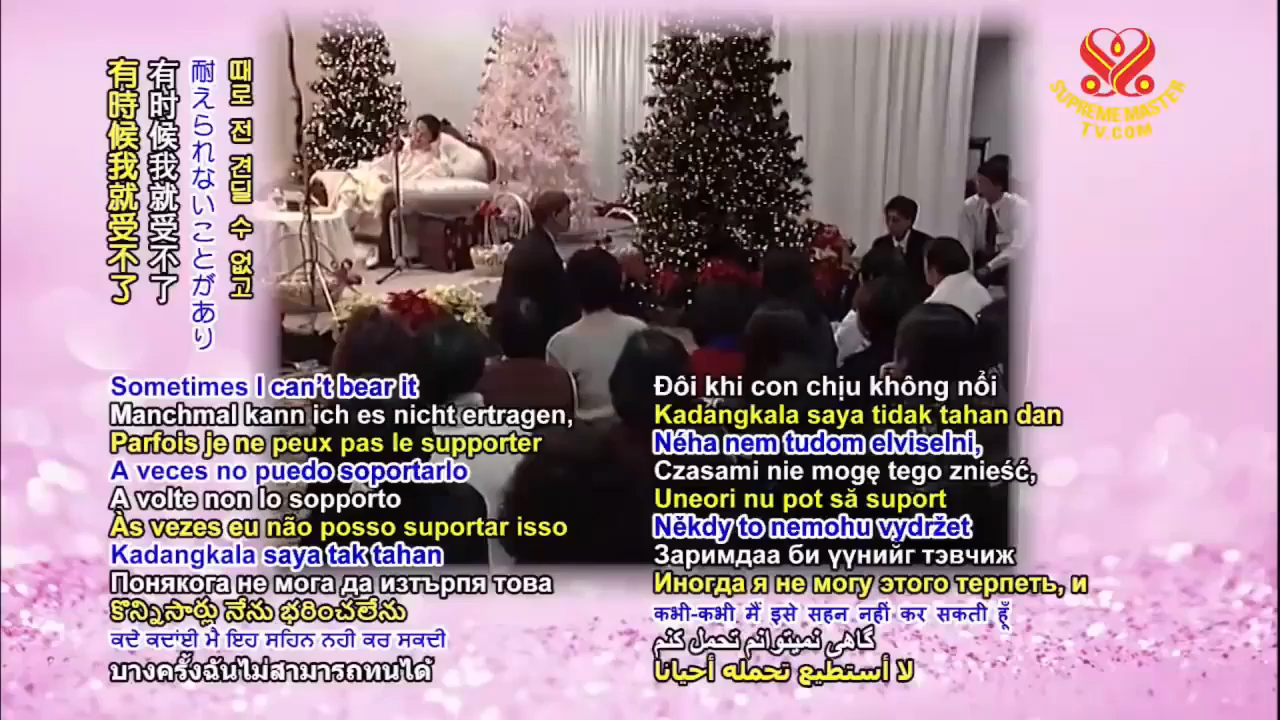 有時候我就受不了
有时候我就受不了
耐えられないことがあり
때로 전 견딜 수 없고
SUPREME MASTER
TV.COM
Sometimes I can't bear it
Manchmal kann ich es nicht ertragen,
Parfois je ne peux pas le supporter
A veces no puedo soportarlo
A volte non lo sopporto
Às vezes eu não posso suportar isso
Kadangkala saya tak tahan
Понякога не мога да изтърпя това
కొన్నిసార్లు నేను భరించలేను
ਕਦੇ ਕਦਾਂਈ ਮੈ ਇਹ ਸਹਿਨ ਨਹੀ ਕਰ ਸਕਦੀ
บางครั้งฉันไม่สามารถทนได้
Đôi khi con chịu không nổi
Kadangkala saya tidak tahan dan
Néha nem tudom elviselni,
Czasami nie mogę tego znieść,
Uneori nu pot să suport
Někdy to nemohu vydržet
Заримдаа би үүнийг тэвчиж
Иногда я не могу этого терпеть, и
कभी-कभी मैं इसे सहन नहीं कर सकती हूँ
گاهی نمیتوانم تحمل کنم
لا أستطيع تحمله أحيانا